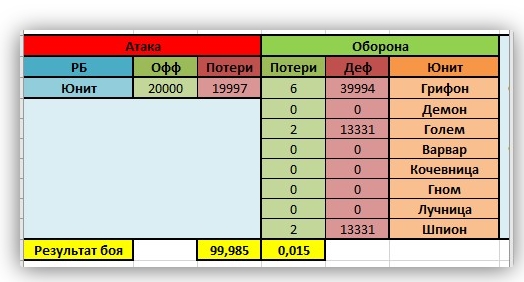 Атака Оборона
РБ Офф Потери Потери Деф Юнит
Юнит 20000 19997 6 39994 Грифон
0 0 Демон
2 13331 Голем
0 0 Варвар
0 0 Кочевница
0 0 Гном
0 0 Лучница
2 13331 Шпион
Результат боя 99,985 0,015